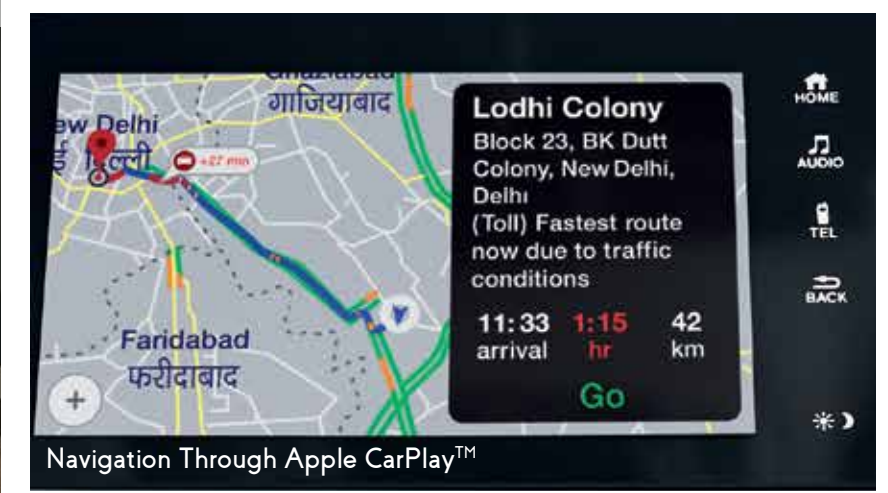 Ghaziabad
गाजियाबाद
ew Delhi
दिल्ली
+27 min
Faridabad
फरीदाबाद
+
Lodhi Colony
Block 23, BK Dutt
Colony, New Delhi,
Delhi
(Toll) Fastest route
now due to traffic
conditions
11:33 1:15 42
arrival hr km
Go
HOME
AUDIO
TEL
BACK
Navigation Through Apple CarPlay™